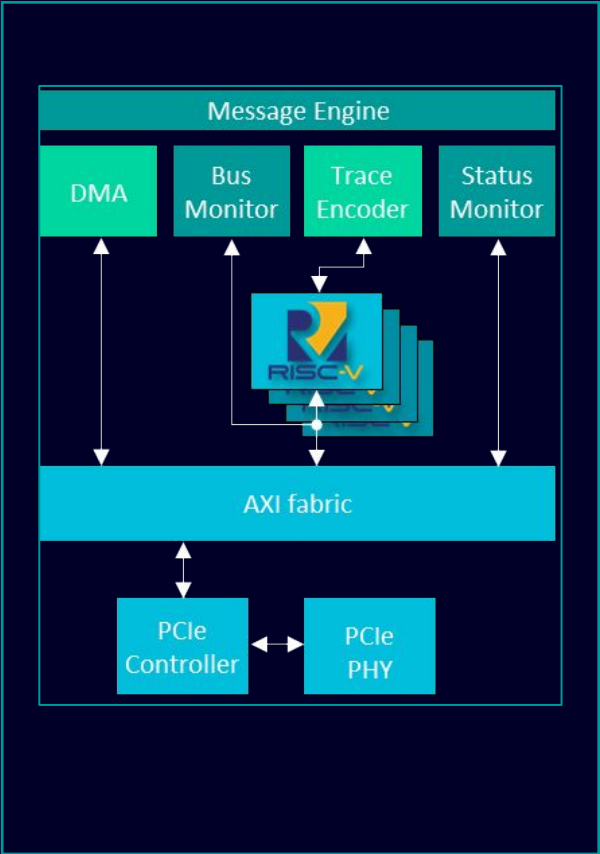 Message Engine
DMA
Bus
Monitor
Trace
Encoder
Status
Monitor
RISC-V
AXI fabric
PCIe
Controller
PCIe
PHY